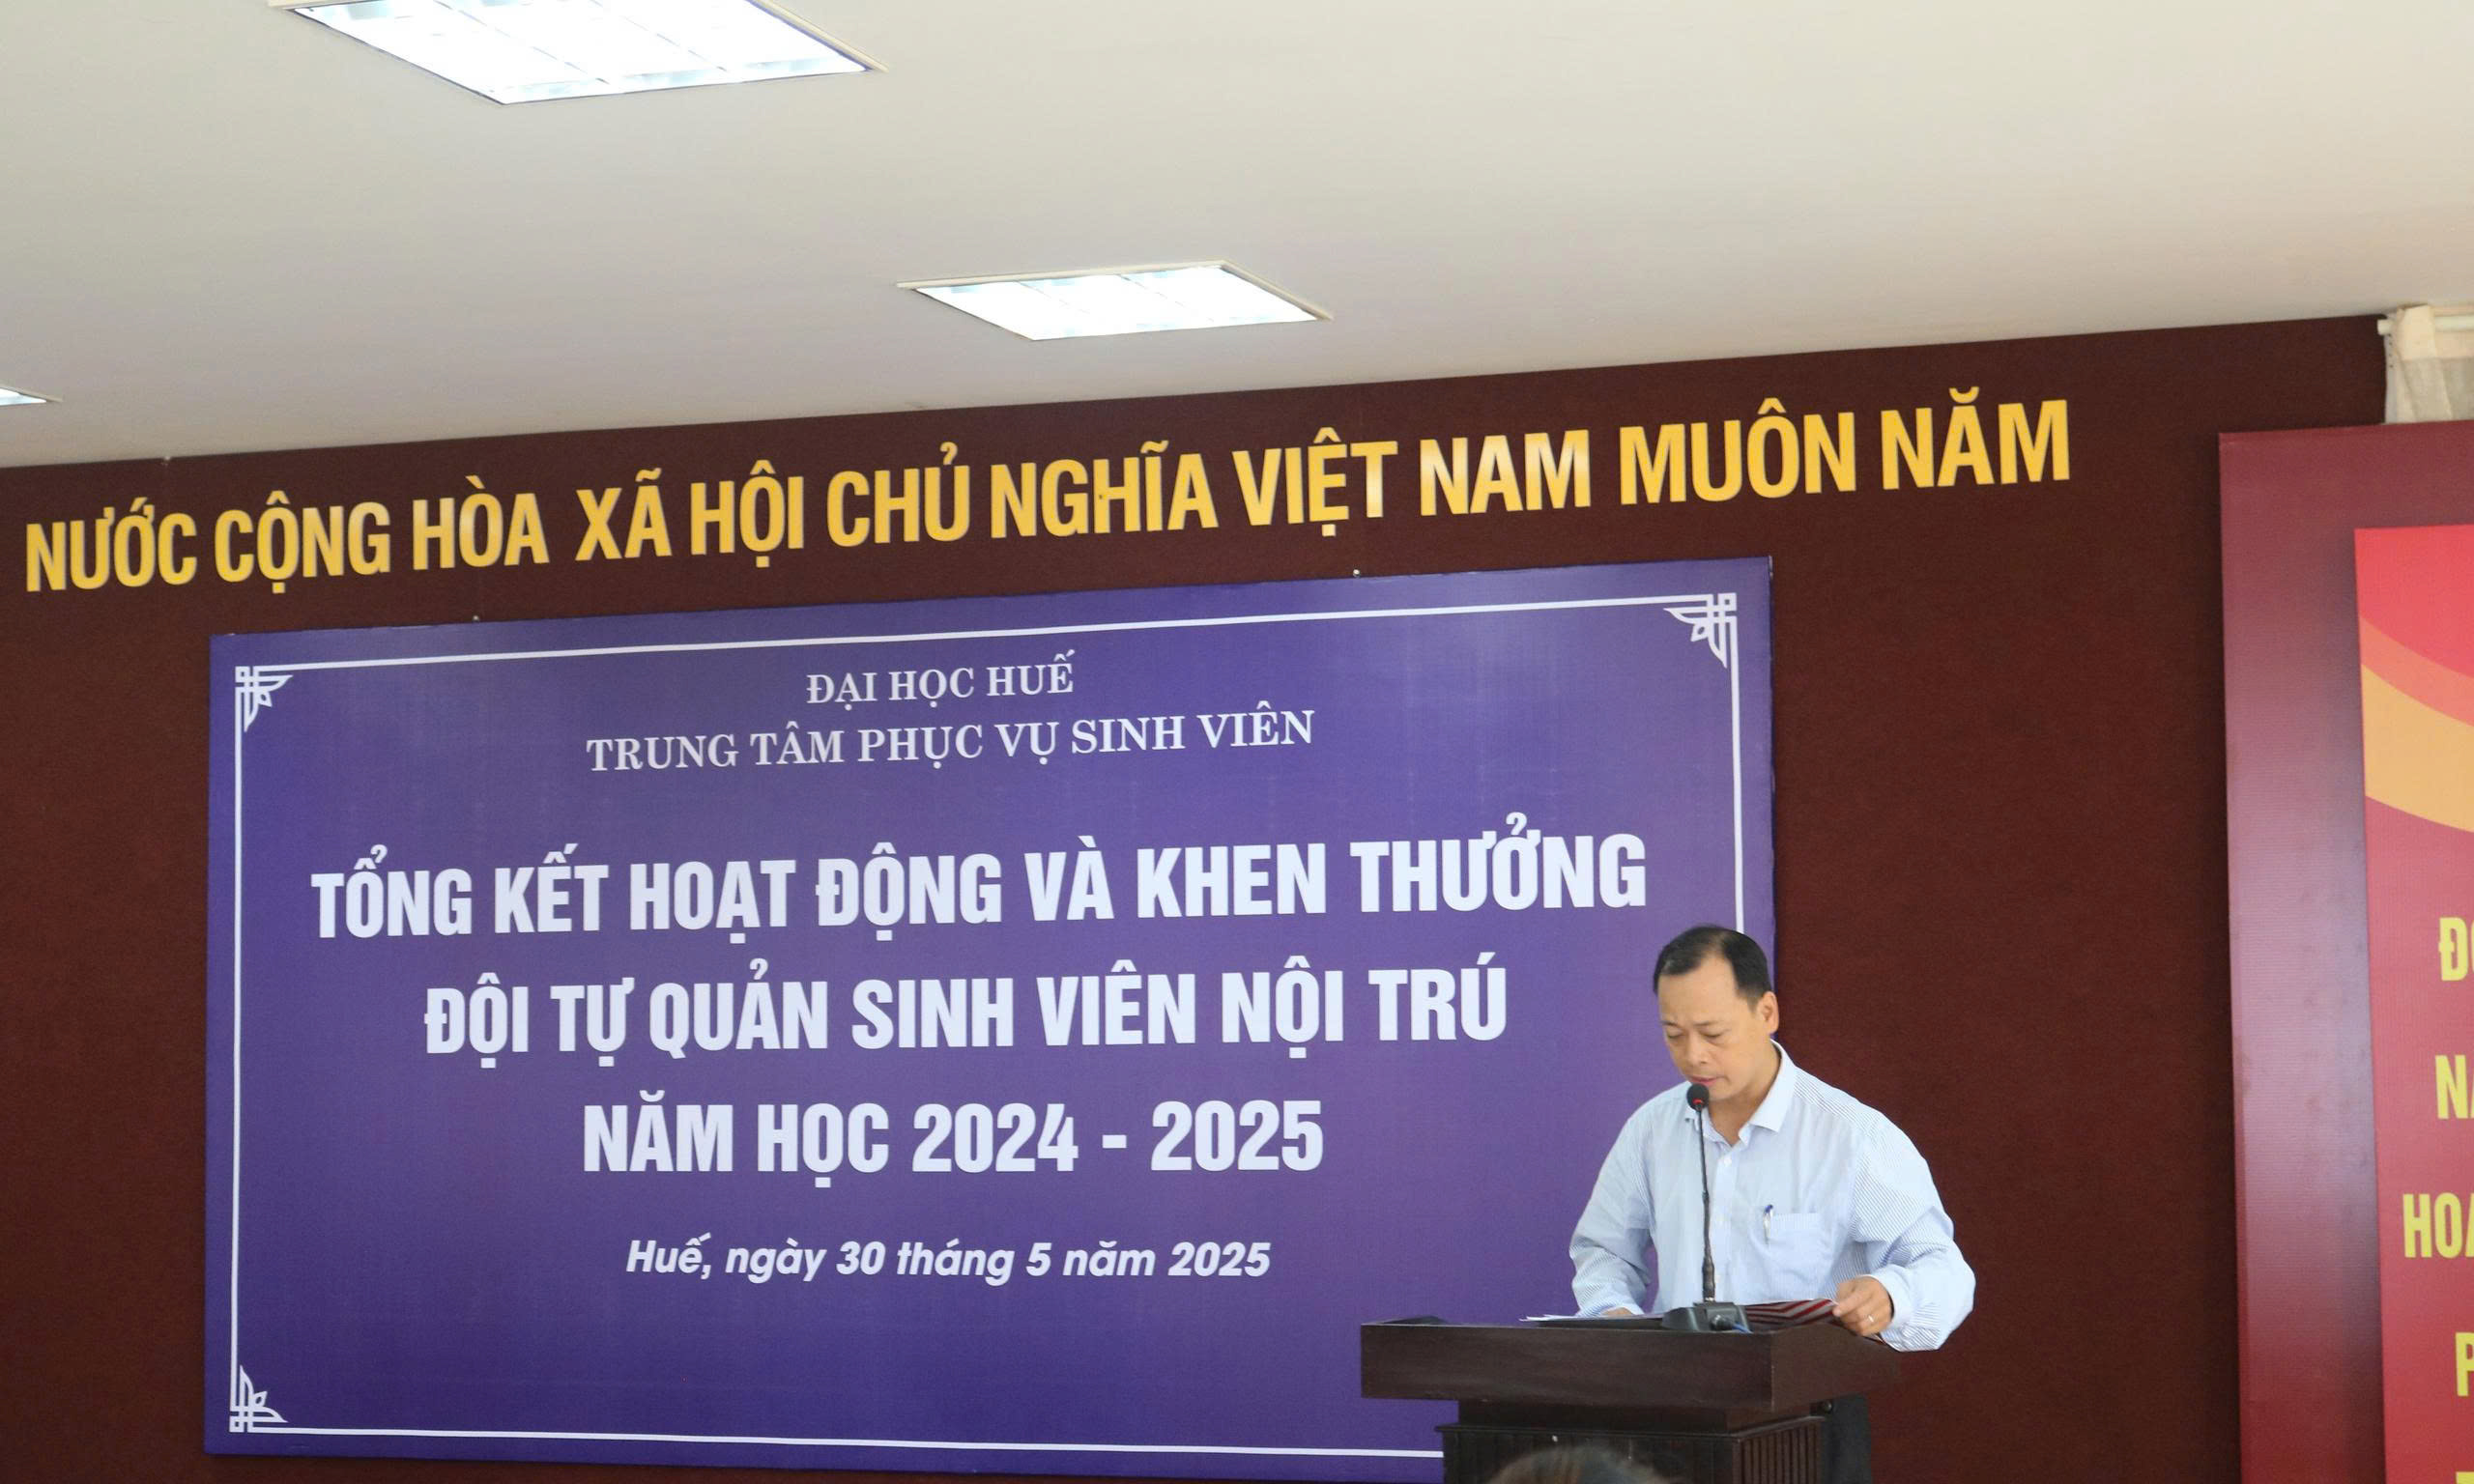 NƯỚC CỘNG HÒA XÃ HỘI CHỦ NGHĨA VIỆT NAM MUÔN NĂM
ĐẠI HỌC HUẾ
TRUNG TÂM PHỤC VỤ SINH VIÊN
TỔNG KẾT HOẠT ĐỘNG VÀ KHEN THƯỞNG
ĐỘI TỰ QUẢN SINH VIÊN NỘI TRÚ
NĂM HỌC 2024 - 2025
Huế, ngày 30 tháng 5 năm 2025